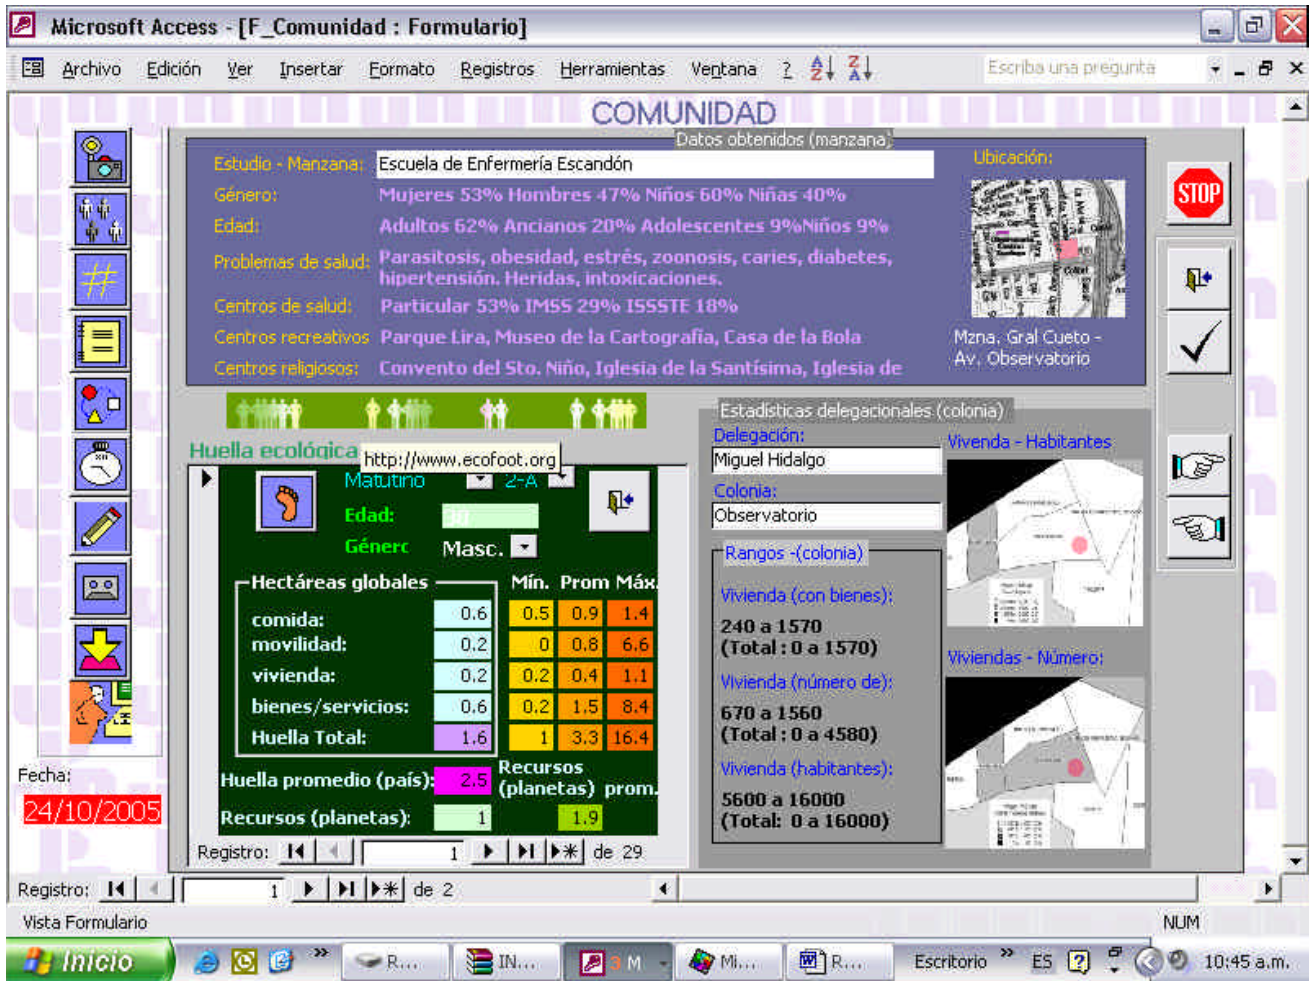 Microsoft Access - [F_Comunidad : Formulario]
Archivo Edición Ver Insertar Formato Registros Herramientas Ventana ? Escriba una pregunta
COMUNIDAD
Datos obtenidos (manzana)
Estudio - Manzana: Escuela de Enfermería Escandón
Género: Mujeres 53% Hombres 47% Niños 60% Niñas 40%
Edad: Adultos 62% Ancianos 20% Adolescentes 9%Niños 9%
Problemas de salud: Parasitosis, obesidad, estrés, zoonosis, caries, diabetes,
hipertensión. Heridas, intoxicaciones.
Centros de salud: Particular 53% IMSS 29% ISSSTE 18%
Centros recreativos Parque Lira, Museo de la Cartografía, Casa de la Bola
Centros religiosos: Convento del Sto. Niño, Iglesia de la Santísima, Iglesia de
Ubicación:
Mzna. Gral Cueto -
Av. Observatorio
STOP
Huella ecológica
http://www.ecofoot.org
Matutino 2-A
Edad: 30
Génerc Masc.
Hectáreas globales Mín. Prom Máx.
comida: 0.6 0.5 0.9 1.4
movilidad: 0.2 0 0.8 6.6
vivienda: 0.2 0.2 0.4 1.1
bienes/servicios: 0.6 0.2 1.5 8.4
Huella Total: 1.6 1 3.3 16.4
Huella promedio (país): 2.5 Recursos
(planetas) prom.
Recursos (planetas): 1 1.9
Registro: 1 de 29
Estadísticas delegacionales (colonia)
Delegación:
Miguel Hidalgo
Colonia:
Observatorio
Rangos -(colonia)
Vivienda (con bienes):
240 a 1570
(Total : 0 a 1570)
Vivienda (número de):
670 a 1560
(Total : 0 a 4580)
Vivienda (habitantes):
5600 a 16000
(Total: 0 a 16000)
Vivenda - Habitantes
Viviendas - Número:
Fecha:
24/10/2005
Registro: 1 de 2
Vista Formulario NUM
Inicio R... IN... 3 M Mi... R... Escritorio ES 10:45 a.m.